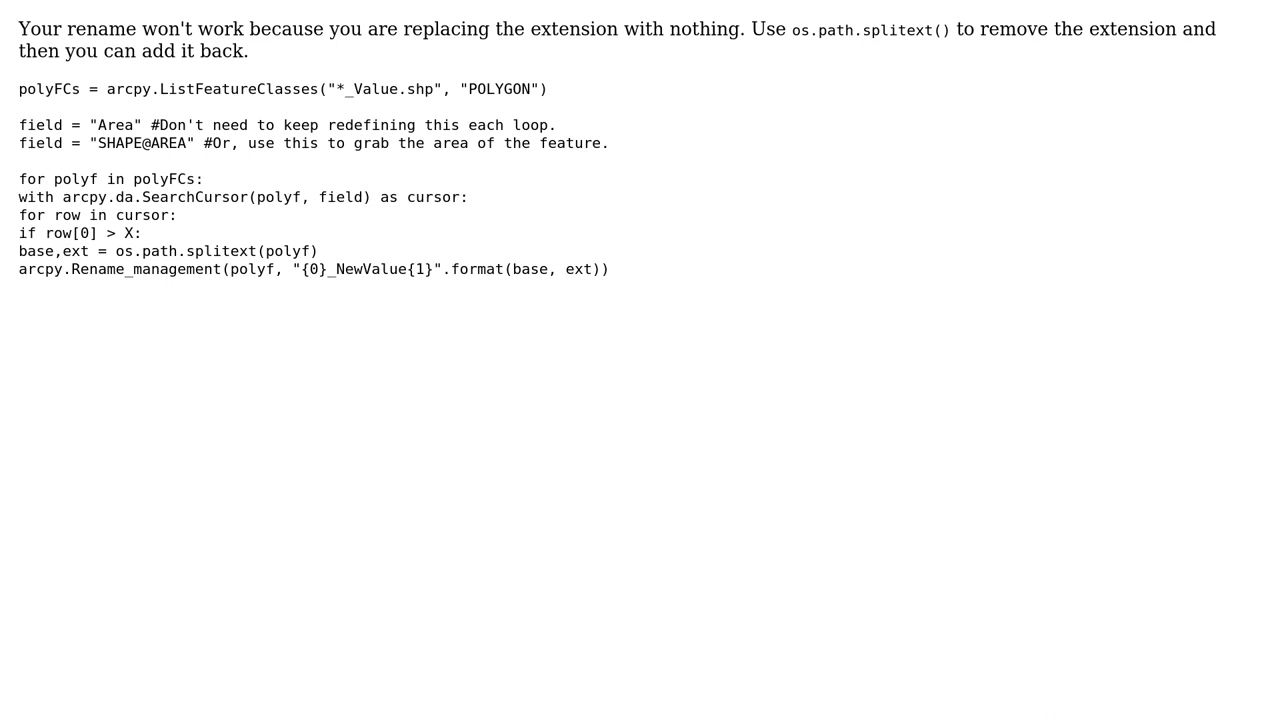 Your rename won't work because you are replacing the extension with nothing. Use os.path.splitext() to remove the extension and
then you can add it back.
polyFCs = arcpy.ListFeatureClasses("*_Value.shp", "POLYGON")
field = "Area" #Don't need to keep redefining this each loop.
field = "SHAPE@AREA" #Or, use this to grab the area of the feature.
for polyf in polyFCs:
with arcpy.da.SearchCursor(polyf, field) as cursor:
for row in cursor:
if row[0] > X:
base,ext = os.path.splitext(polyf)
arcpy.Rename_management(polyf, "{0}_NewValue{1}".format(base, ext))